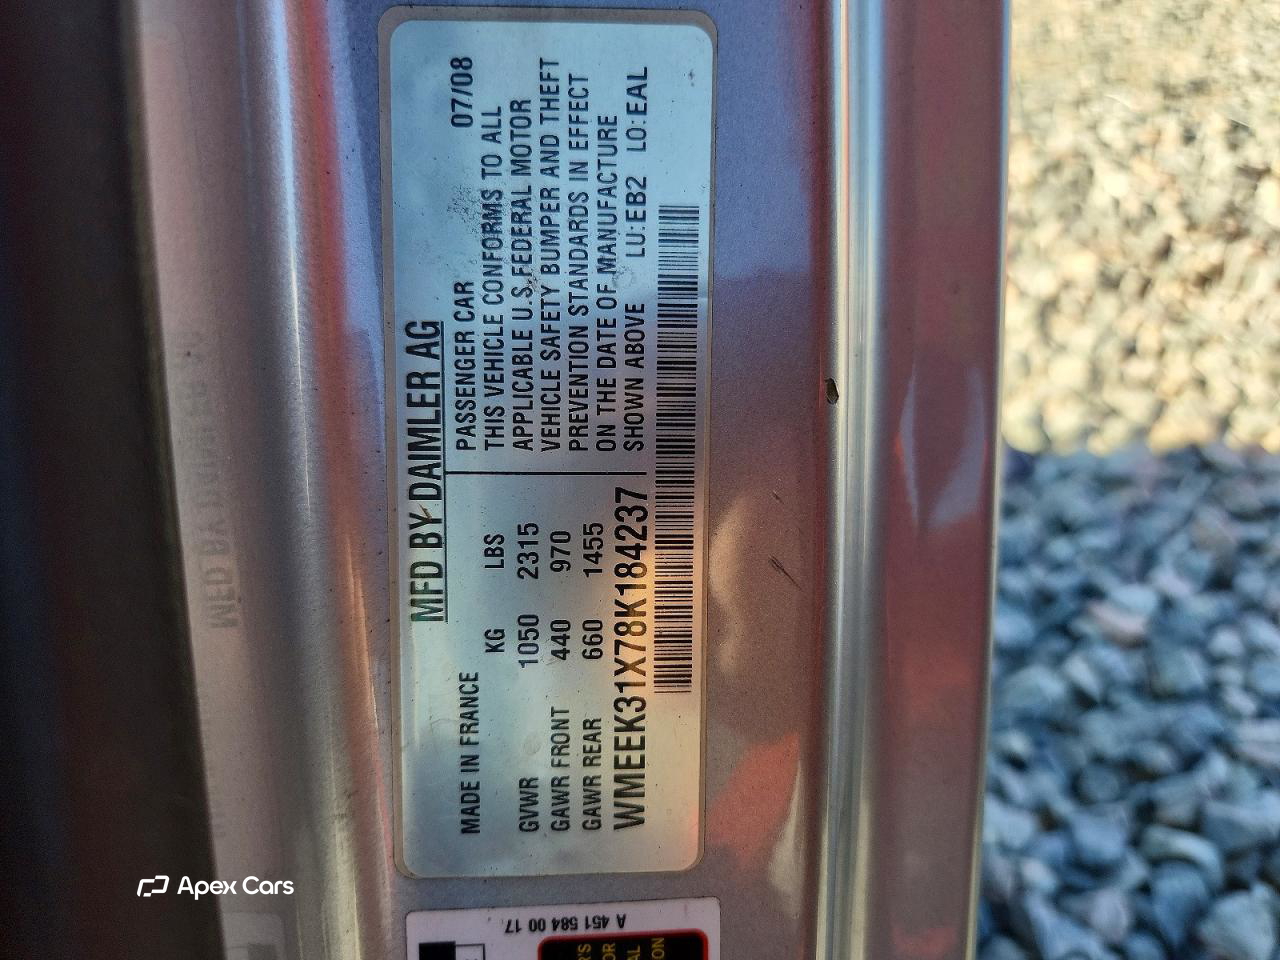 MFD BY DAIMLER AG
MADE IN FRANCE
KG LBS
GVWR 1050 2315
GAWR FRONT 440 970
GAWR REAR 660 1455
WMEEK31X78K184237
07/08
PASSENGER CAR
THIS VEHICLE CONFORMS TO ALL
APPLICABLE U.S. FEDERAL MOTOR
VEHICLE SAFETY BUMPER AND THEFT
PREVENTION STANDARDS IN EFFECT
ON THE DATE OF MANUFACTURE
SHOWN ABOVE LU: EB2 LO: EAL
A 451 584 00 17
Apex Cars